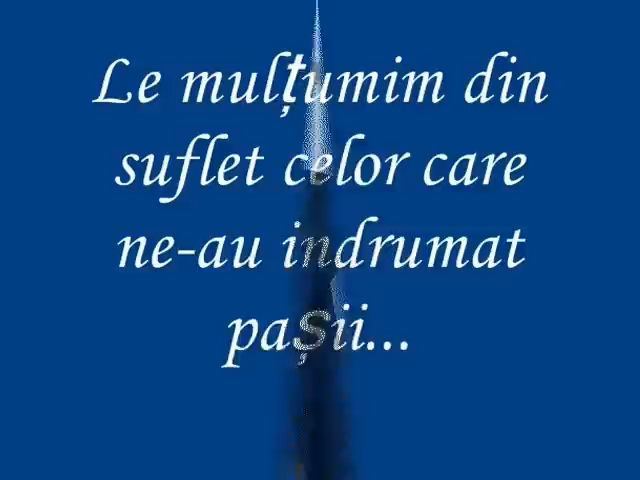 Le mulțumim din
suflet celor care
ne-au indrumat
pașii...